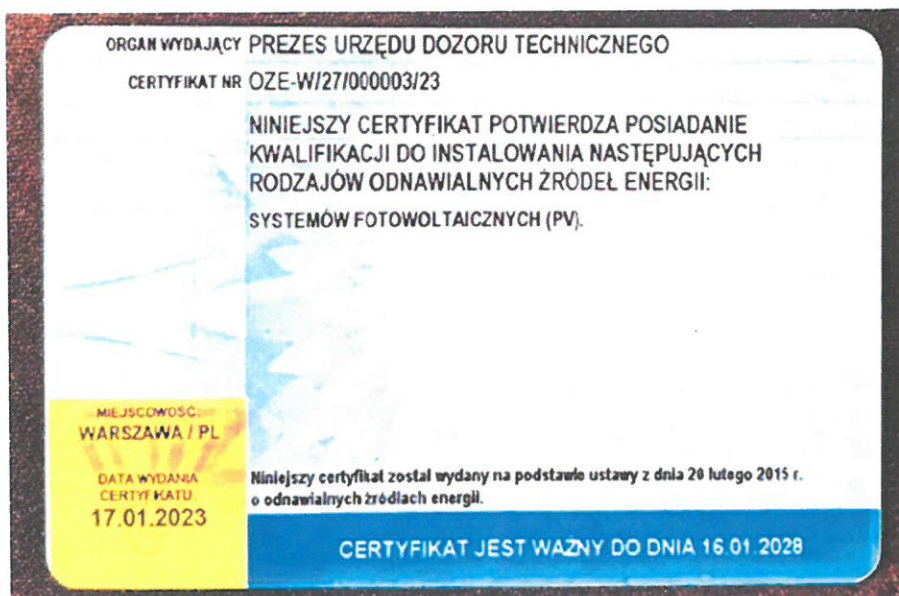 ORGAN WYDAJĄCY PREZES URZĘDU DOZORU TECHNICZNEGO
CERTYFIKAT NR OZE-W/27/000003/23
NINIEJSZY CERTYFIKAT POTWIERDZA POSIADANIE
KWALIFIKACJI DO INSTALOWANIA NASTĘPUJĄCYCH
RODZAJÓW ODNAWIALNYCH ŹRÓDEŁ ENERGII:
SYSTEMÓW FOTOWOLTAICZNYCH (PV).
MIEJSCOWOŚĆ:
WARSZAWA / PL
DATA WYDANIA
CERTYFIKATU:
17.01.2023
Niniejszy certyfikat został wydany na podstawie ustawy z dnia 20 lutego 2015 r.
o odnawialnych źródłach energii.
CERTYFIKAT JEST WAŻNY DO DNIA 16.01.2028